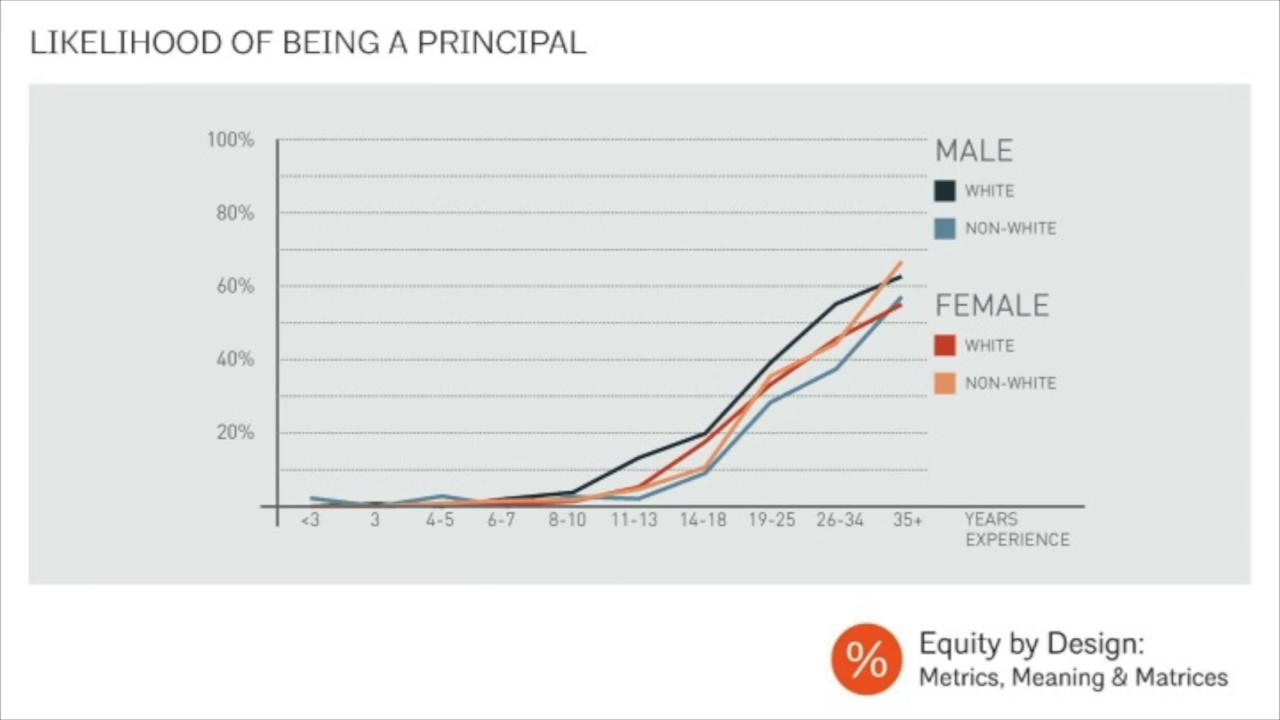 LIKELIHOOD OF BEING A PRINCIPAL
100%
80%
60%
40%
20%
MALE
WHITE
NON-WHITE
FEMALE
WHITE
NON-WHITE
<3 3 4-5 6-7 8-10 11-13 14-18 19-25 26-34 35+
YEARS
EXPERIENCE
%
Equity by Design:
Metrics, Meaning & Matrices